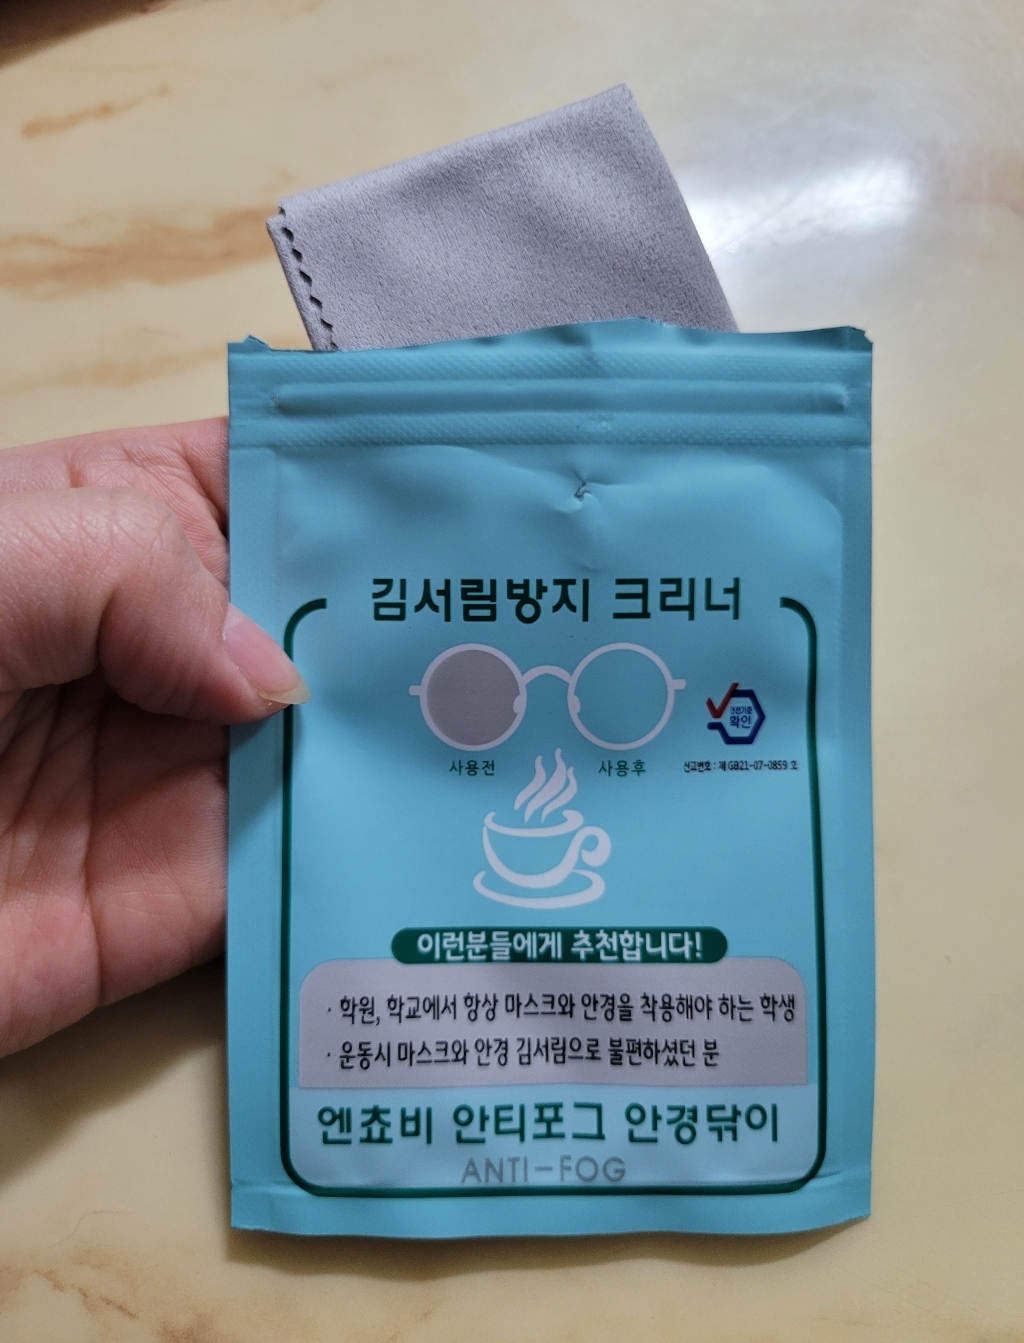 김서림방지 크리너
안전기준
확인
사용전
사용후
신고번호 : 제 GB21-07-0859 호
이런분들에게 추천합니다!
· 학원, 학교에서 항상 마스크와 안경을 착용해야 하는 학생
· 운동시 마스크와 안경 김서림으로 불편하셨던 분
엔쵸비 안티포그 안경닦이
ANTI-FOG